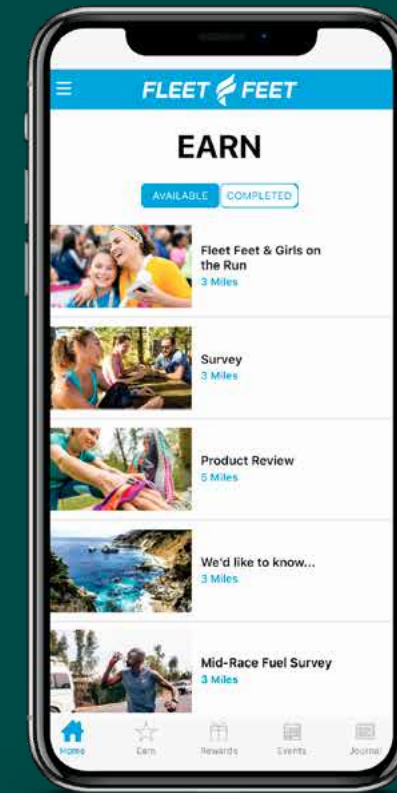 FLEET FEET
EARN
AVAILABLE COMPLETED
Fleet Feet & Girls on
the Run
3 Miles
Survey
3 Miles
Product Review
5 Miles
We'd like to know...
3 Miles
Mid-Race Fuel Survey
3 Miles
Home Earn Rewards Events Journal